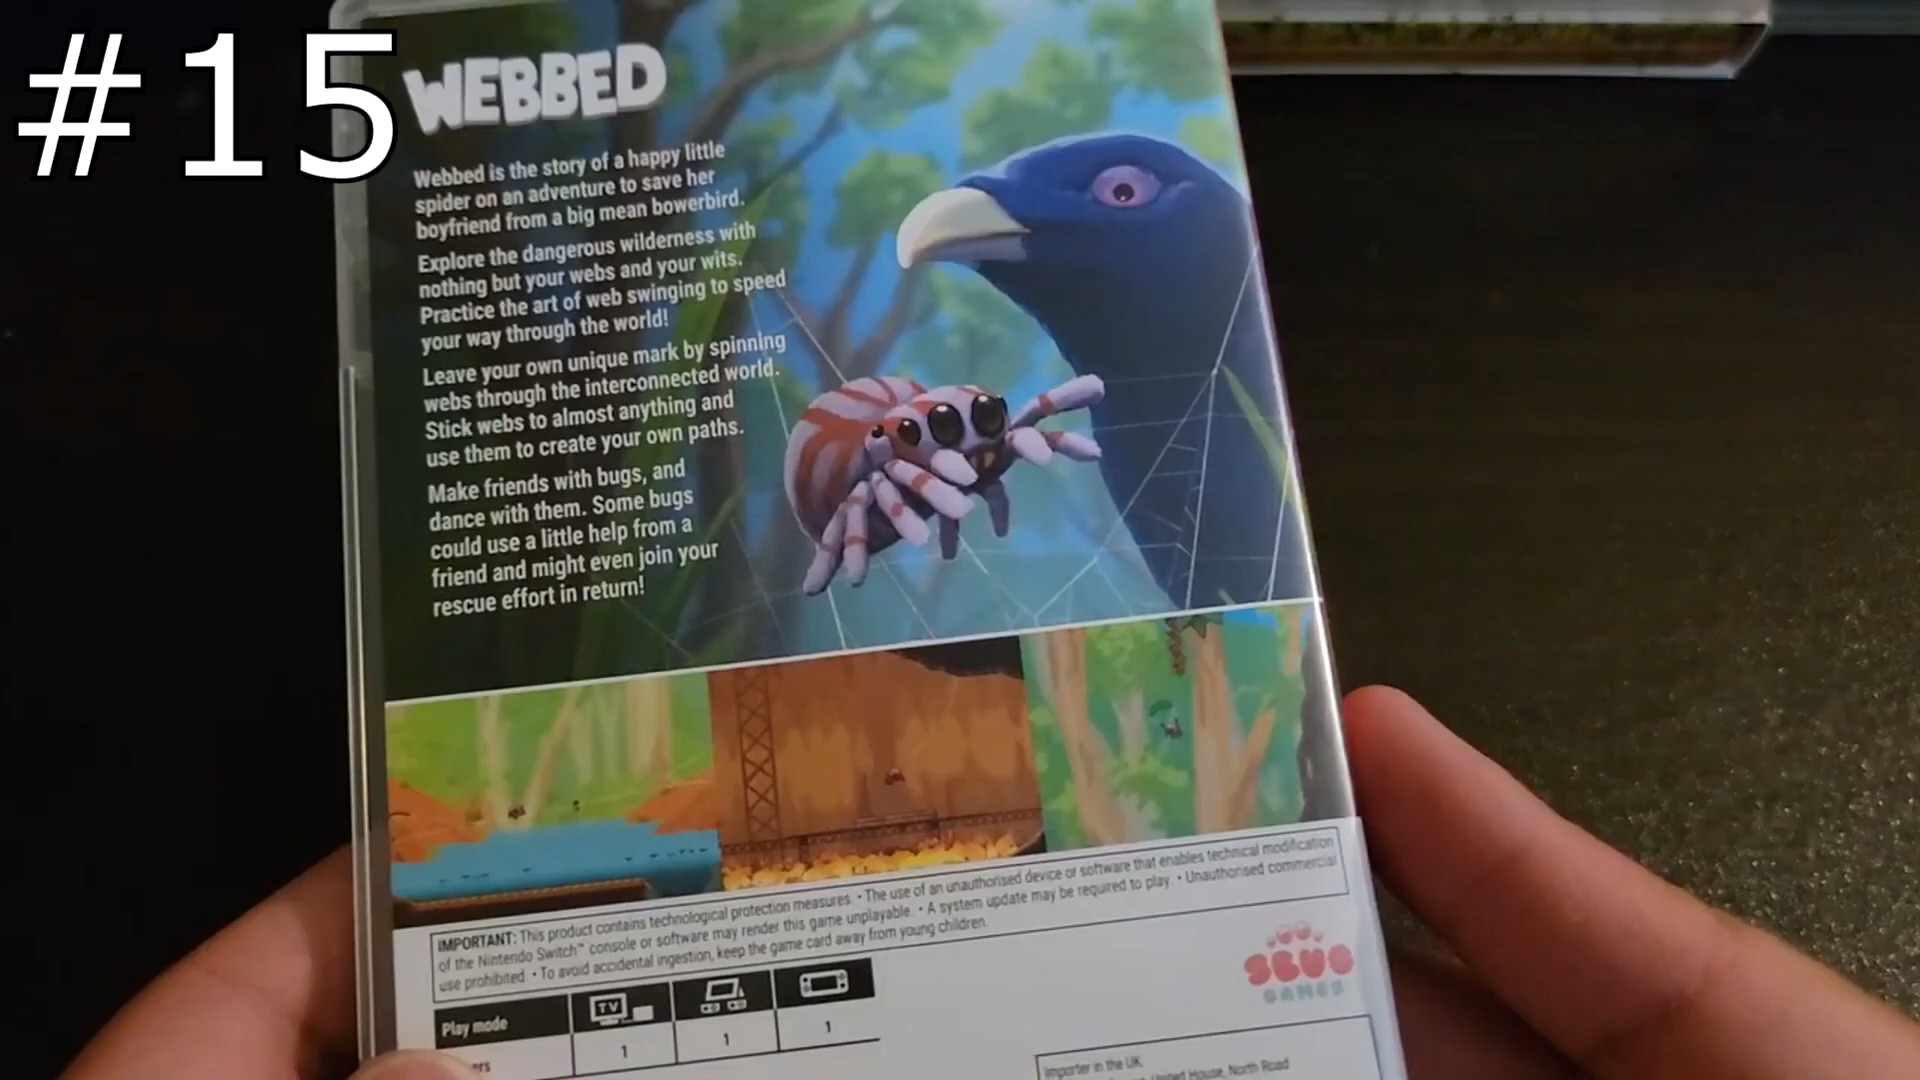 #15
WEBBED
Webbed is the story of a happy little
spider on an adventure to save her
boyfriend from a big mean bowerbird.
Explore the dangerous wilderness with
nothing but your webs and your wits.
Practice the art of web swinging to speed
your way through the world!
Leave your own unique mark by spinning
webs through the interconnected world.
Stick webs to almost anything and
use them to create your own paths.
Make friends with bugs, and
dance with them. Some bugs
could use a little help from a
friend and might even join your
rescue effort in return!
IMPORTANT: This product contains technological protection measures. • The use of an unauthorised device or software that enables technical modification
of the Nintendo Switch™ console or software may render this game unplayable. • A system update may be required to play. • Unauthorised commercial
use prohibited. • To avoid accidental ingestion, keep the game card away from young children.
SBUG
GAMES
TV
Play mode
1 1 1
Importer in the UK:
United House, North Road